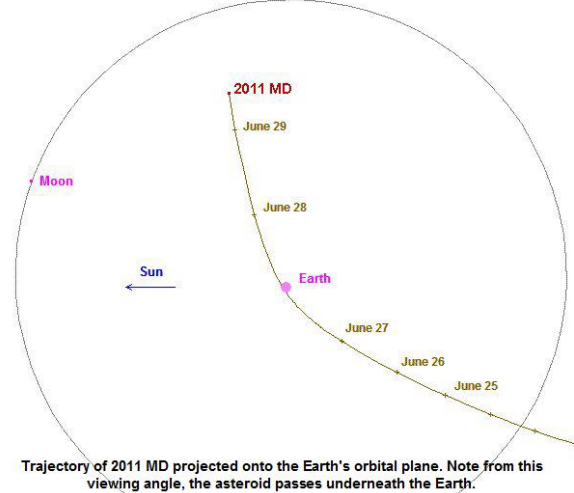 2011 MD
June 29
Moon
June 28
Sun
Earth
June 27
June 26
June 25
Trajectory of 2011 MD projected onto the Earth's orbital plane. Note from this
viewing angle, the asteroid passes underneath the Earth.